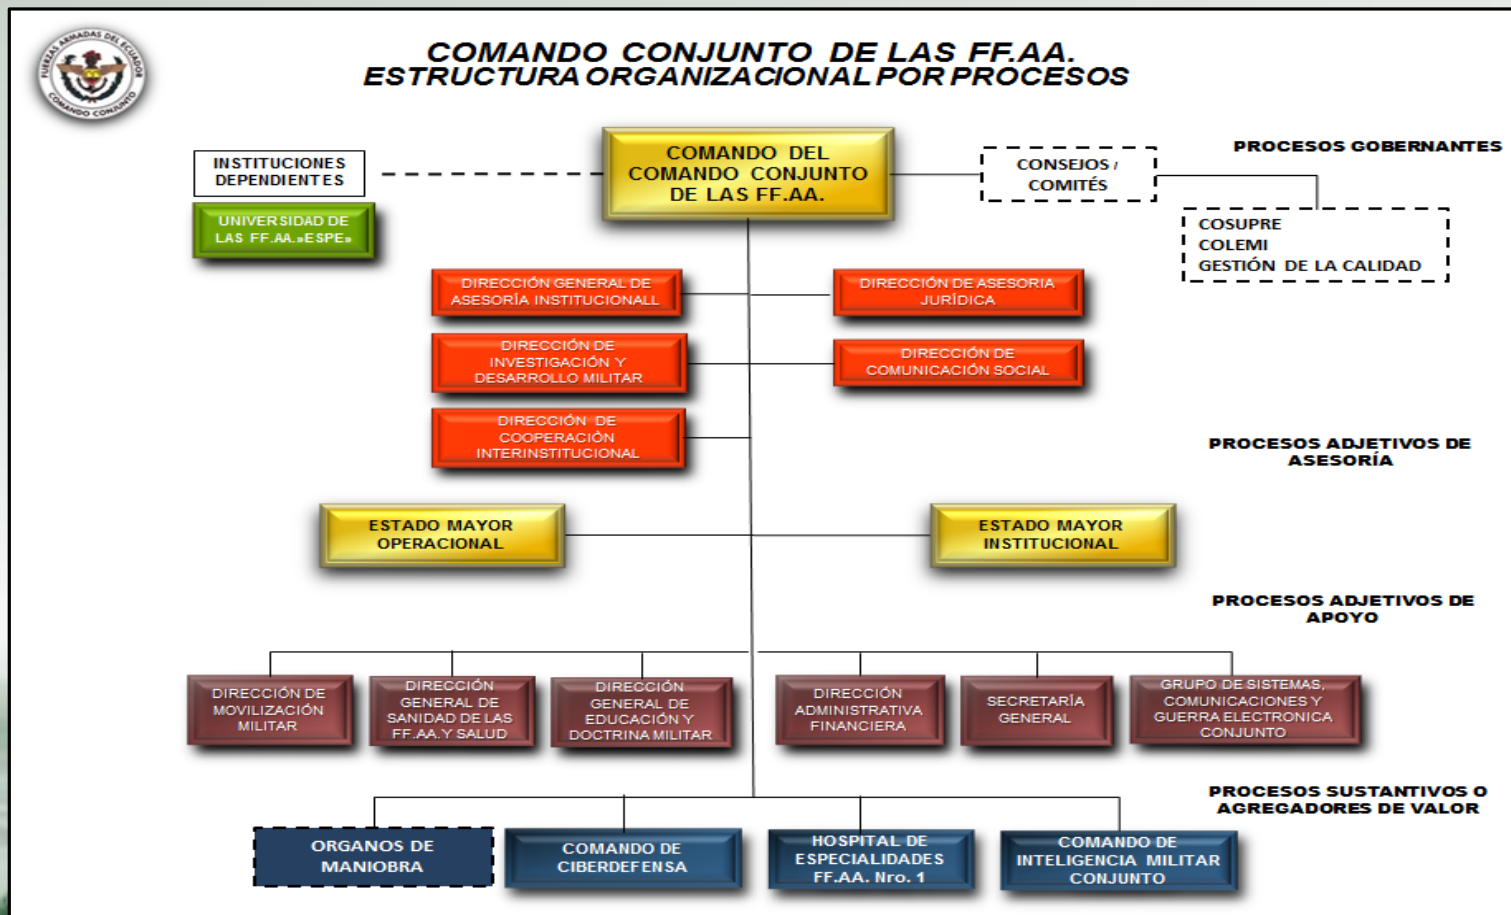 FUERZAS ARMADAS DEL ECUADOR
COMANDO CONJUNTO
COMANDO CONJUNTO DE LAS FF.AA.
ESTRUCTURA ORGANIZACIONAL POR PROCESOS
PROCESOS GOBERNANTES
INSTITUCIONES
DEPENDIENTES
COMANDO DEL
COMANDO CONJUNTO
DE LAS FF.AA.
CONSEJOS /
COMITÉS
UNIVERSIDAD DE
LAS FF.AA.»ESPE»
COSUPRE
COLEMI
GESTIÓN DE LA CALIDAD
DIRECCIÓN GENERAL DE
ASESORÍA INSTITUCIONALL
DIRECCIÓN DE ASESORIA
JURÍDICA
DIRECCIÓN DE
INVESTIGACIÓN Y
DESARROLLO MILITAR
DIRECCIÓN DE
COMUNICACIÓN SOCIAL
DIRECCIÓN DE
COOPERACIÓN
INTERINSTITUCIONAL
PROCESOS ADJETIVOS DE
ASESORÍA
ESTADO MAYOR
OPERACIONAL
ESTADO MAYOR
INSTITUCIONAL
PROCESOS ADJETIVOS DE
APOYO
DIRECCIÓN DE
MOVILIZACIÓN
MILITAR
DIRECCIÓN
GENERAL DE
SANIDAD DE LAS
FF.AA.Y SALUD
DIRECCIÓN
GENERAL DE
EDUCACIÓN Y
DOCTRINA MILITAR
DIRECCIÓN
ADMINISTRATIVA
FINANCIERA
SECRETARÍA
GENERAL
GRUPO DE SISTEMAS,
COMUNICACIONES Y
GUERRA ELECTRONICA
CONJUNTO
PROCESOS SUSTANTIVOS O
AGREGADORES DE VALOR
ORGANOS DE
MANIOBRA
COMANDO DE
CIBERDEFENSA
HOSPITAL DE
ESPECIALIDADES
FF.AA. Nro. 1
COMANDO DE
INTELIGENCIA MILITAR
CONJUNTO